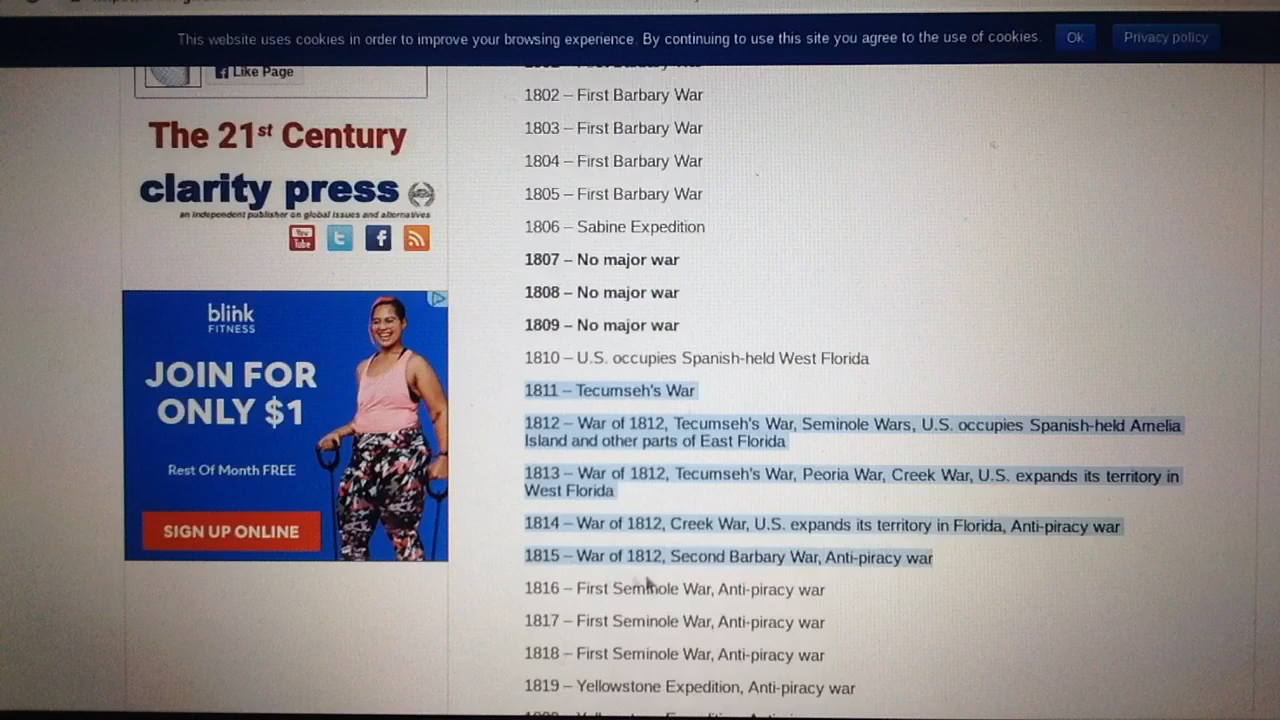 This website uses cookies in order to improve your browsing experience. By continuing to use this site you agree to the use of cookies.
Ok
Privacy policy
Like Page
The 21st Century
clarity press
an independent publisher on global issues and alternatives
You
Tube
blink
FITNESS
JOIN FOR
ONLY $1
Rest Of Month FREE
SIGN UP ONLINE
1802 – First Barbary War
1803 – First Barbary War
1804 – First Barbary War
1805 – First Barbary War
1806 – Sabine Expedition
1807 – No major war
1808 – No major war
1809 – No major war
1810 – U.S. occupies Spanish-held West Florida
1811 – Tecumseh's War
1812 – War of 1812, Tecumseh's War, Seminole Wars, U.S. occupies Spanish-held Amelia
Island and other parts of East Florida
1813 – War of 1812, Tecumseh's War, Peoria War, Creek War, U.S. expands its territory in
West Florida
1814 – War of 1812, Creek War, U.S. expands its territory in Florida, Anti-piracy war
1815 – War of 1812, Second Barbary War, Anti-piracy war
1816 – First Seminole War, Anti-piracy war
1817 – First Seminole War, Anti-piracy war
1818 – First Seminole War, Anti-piracy war
1819 – Yellowstone Expedition, Anti-piracy war